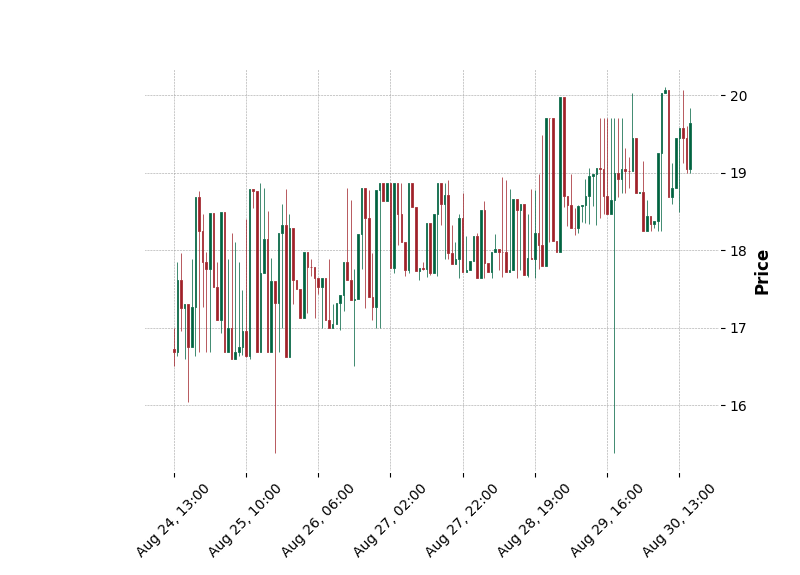 20
19
18
17
16
Price
Aug 24, 13:00
Aug 25, 10:00
Aug 26, 06:00
Aug 27, 02:00
Aug 27, 22:00
Aug 28, 19:00
Aug 29, 16:00
Aug 30, 13:00